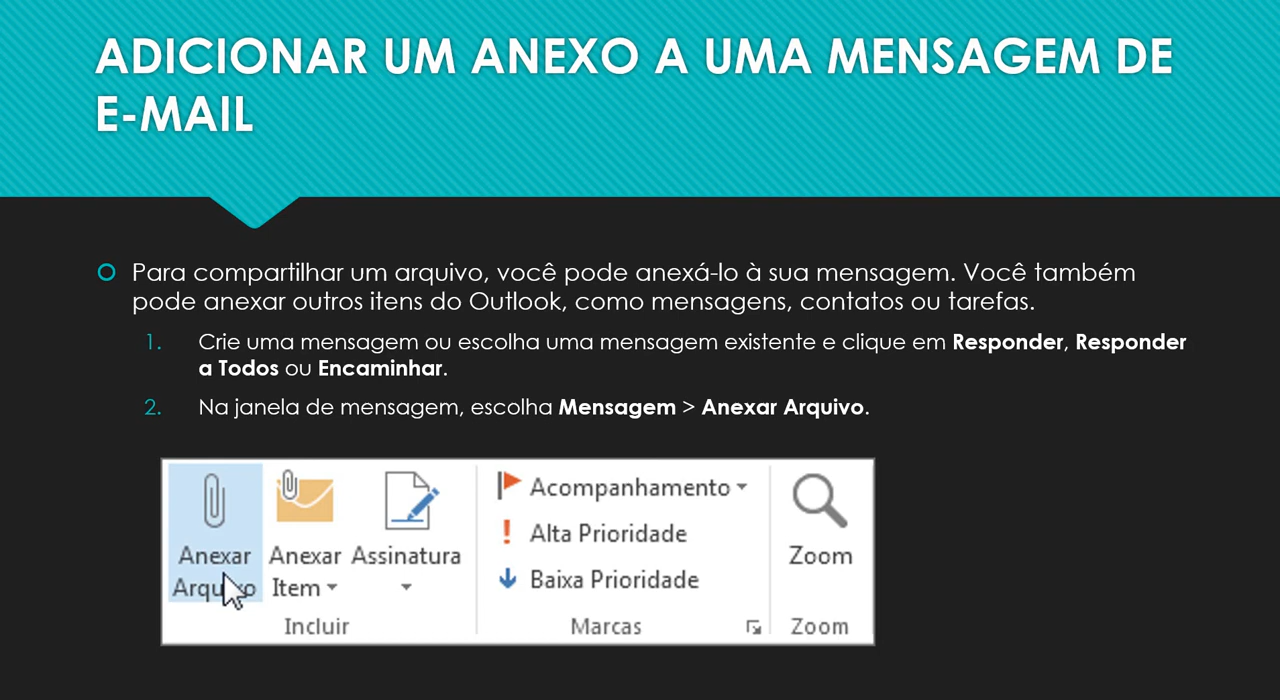 ADICIONAR UM ANEXO A UMA MENSAGEM DE
E-MAIL
Para compartilhar um arquivo, você pode anexá-lo à sua mensagem. Você também
pode anexar outros itens do Outlook, como mensagens, contatos ou tarefas.
1. Crie uma mensagem ou escolha uma mensagem existente e clique em Responder, Responder
a Todos ou Encaminhar.
2. Na janela de mensagem, escolha Mensagem > Anexar Arquivo.
Anexar
Arquivo
Anexar
Item
Assinatura
Incluir
Acompanhamento
Alta Prioridade
Baixa Prioridade
Marcas
Zoom
Zoom